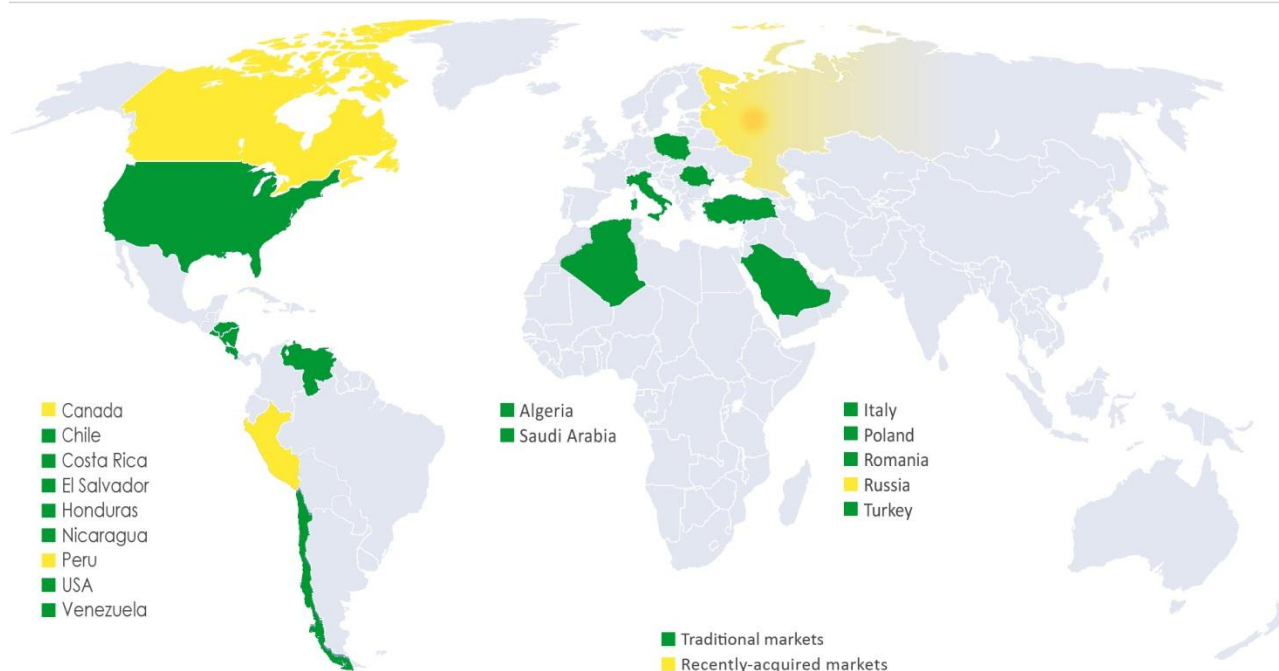 Canada
Chile
Costa Rica
El Salvador
Honduras
Nicaragua
Peru
USA
Venezuela
Algeria
Saudi Arabia
Italy
Poland
Romania
Russia
Turkey
Traditional markets
Recently-acquired markets